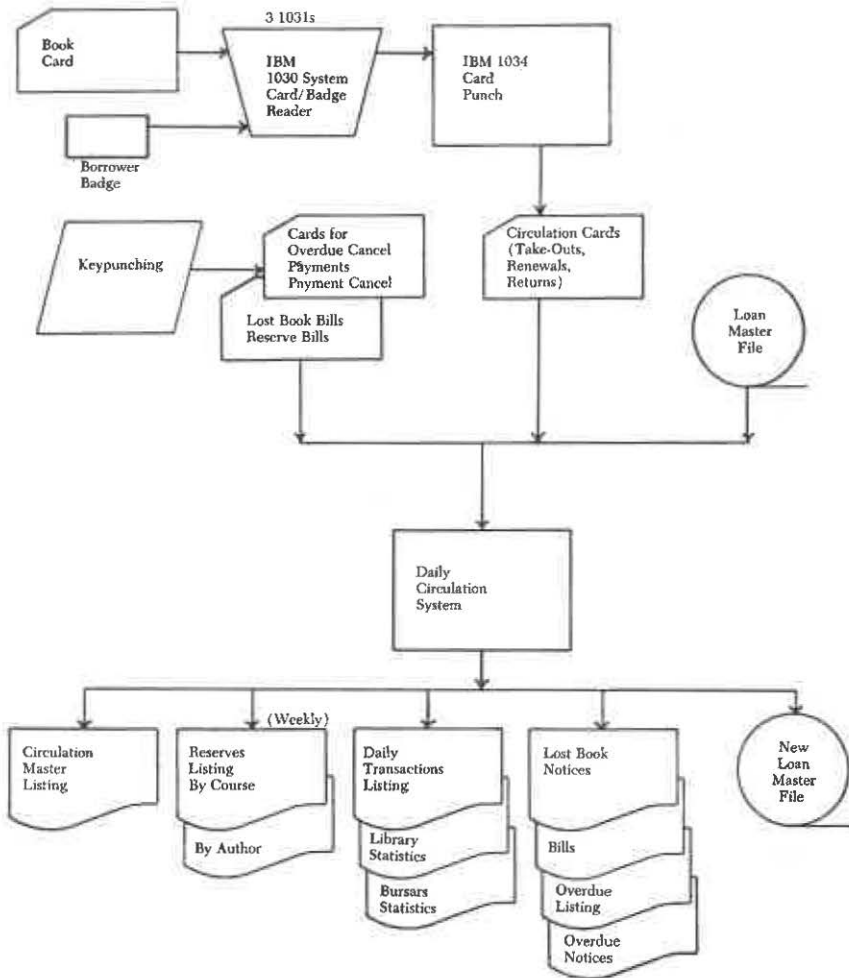 3 1031s
Book
Card
IBM
1030 System
Card/Badge
Reader
IBM 1034
Card
Punch
Borrower
Badge
Keypunching
Cards for
Overdue Cancel
Payments
Pnyment Cancel
Lost Book Bills
Reserve Bills
Circulation Cards
(Take-Outs,
Renewals,
Returns)
Loan
Master
File
Daily
Circulation
System
Circulation
Master
Listing
(Weekly)
Reserves
Listing
By Course
By Author
Daily
Transactions
Listing
Library
Statistics
Bursars
Statistics
Lost Book
Notices
Bills
Overdue
Listing
Overdue
Notices
New
Loan
Master
File